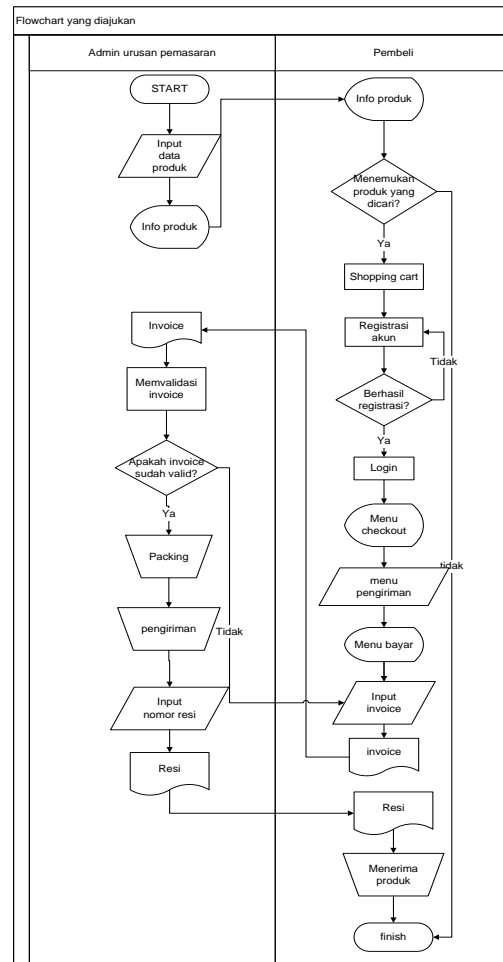 Flowchart yang diajukan
Admin urusan pemasaran
Pembeli
START
Input
data
produk
Info produk
Info produk
Menemukan
produk yang
dicari?
Ya
Shopping cart
Registrasi
akun
Tidak
Berhasil
registrasi?
Ya
Login
Menu
checkout
tidak
menu
pengiriman
Menu bayar
Input
invoice
invoice
Invoice
Memvalidasi
invoice
Apakah invoice
sudah valid?
Ya
Packing
pengiriman
Tidak
Input
nomor resi
Resi
Resi
Menerima
produk
finish